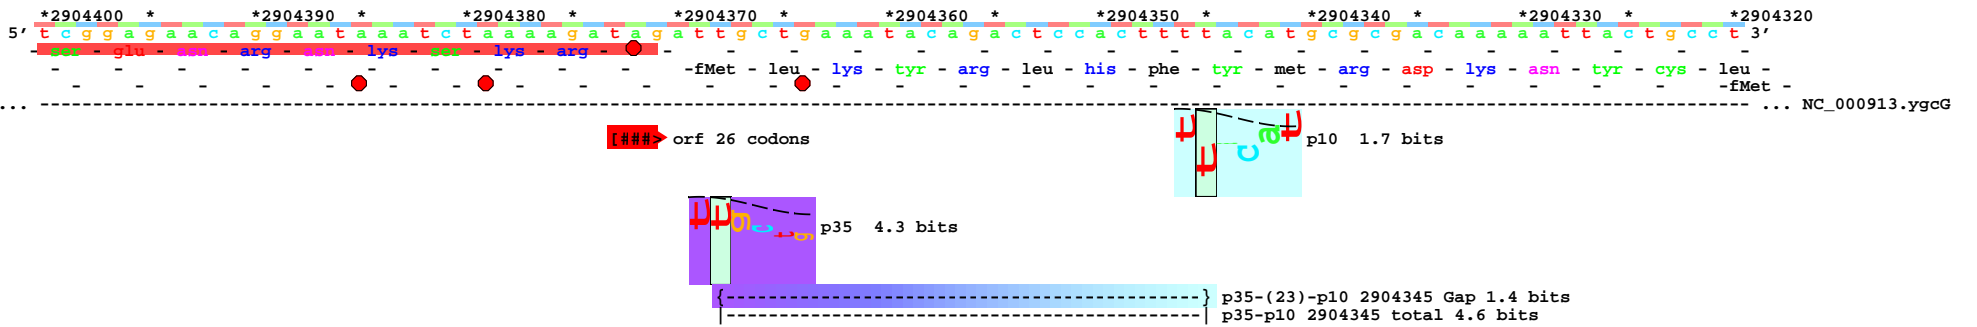 *2904400 * *2904390 * *2904380 * *2904370 * *2904360 * *2904350 * *2904340 * *2904330 * *2904320
5' t c g g a g a a c a g g a a t a a a t c t a a a a g a t a g a t t g c t g a a a t a c a g a c t c c a c t t t t a c a t g c g c g a c a a a a a t t a c t g c c t 3'
- ser - glu - asn - arg - asn - lys - ser - lys - arg - - - - - - - - - - - - - - - - - -
- - - - - - - - - - -fMet - leu - lys - tyr - arg - leu - his - phe - tyr - met - arg - asp - lys - asn - tyr - cys - leu -
- - - - - - - - - - - - - - - - - - - - - - - -fMet -
... --------------------------------------------------------------------------------- ... NC_000913.ygcG
[###> orf 26 codons
t t c a t p10 1.7 bits
t t g c t g p35 4.3 bits
{----------------------------------------------} p35-(23)-p10 2904345 Gap 1.4 bits
|----------------------------------------------| p35-p10 2904345 total 4.6 bits